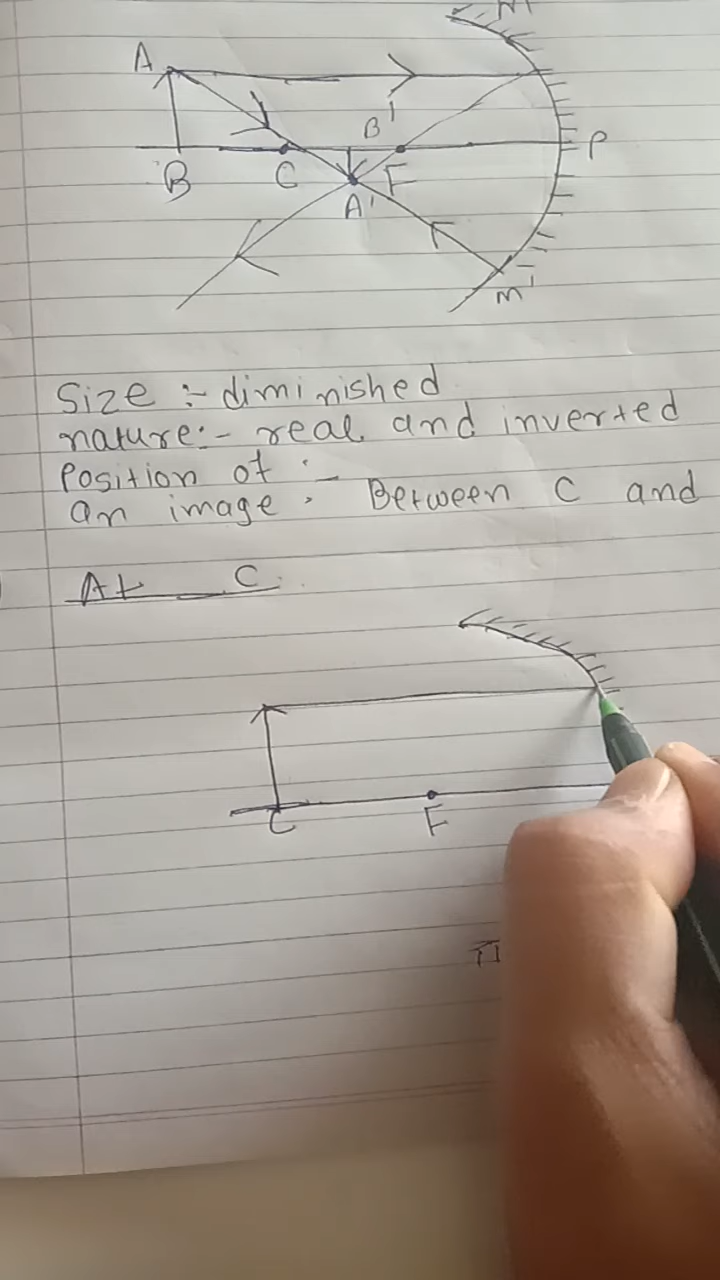 M
A
B'
P
B
C
F
A'
M'
Size :- diminished
nature:- real and inverted
Position of :-
an image : Between C and
At C.
C
F